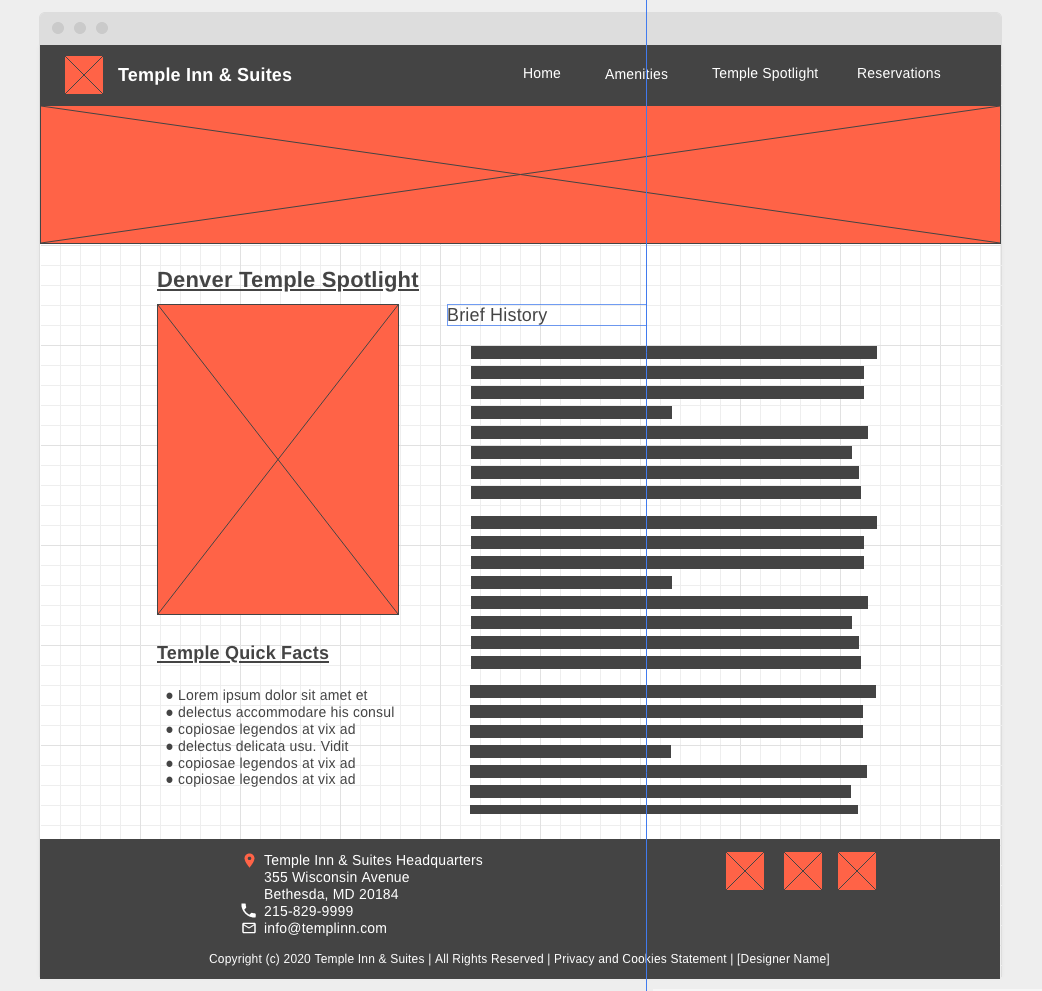 Temple Inn & Suites
Home
Amenities
Temple Spotlight
Reservations
Denver Temple Spotlight
Brief History
Temple Quick Facts
● Lorem ipsum dolor sit amet et
● delectus accommodare his consul
● copiosae legendos at vix ad
● delectus delicata usu. Vidit
● copiosae legendos at vix ad
● copiosae legendos at vix ad
Temple Inn & Suites Headquarters
355 Wisconsin Avenue
Bethesda, MD 20184
215-829-9999
info@templinn.com
Copyright (c) 2020 Temple Inn & Suites | All Rights Reserved | Privacy and Cookies Statement | [Designer Name]